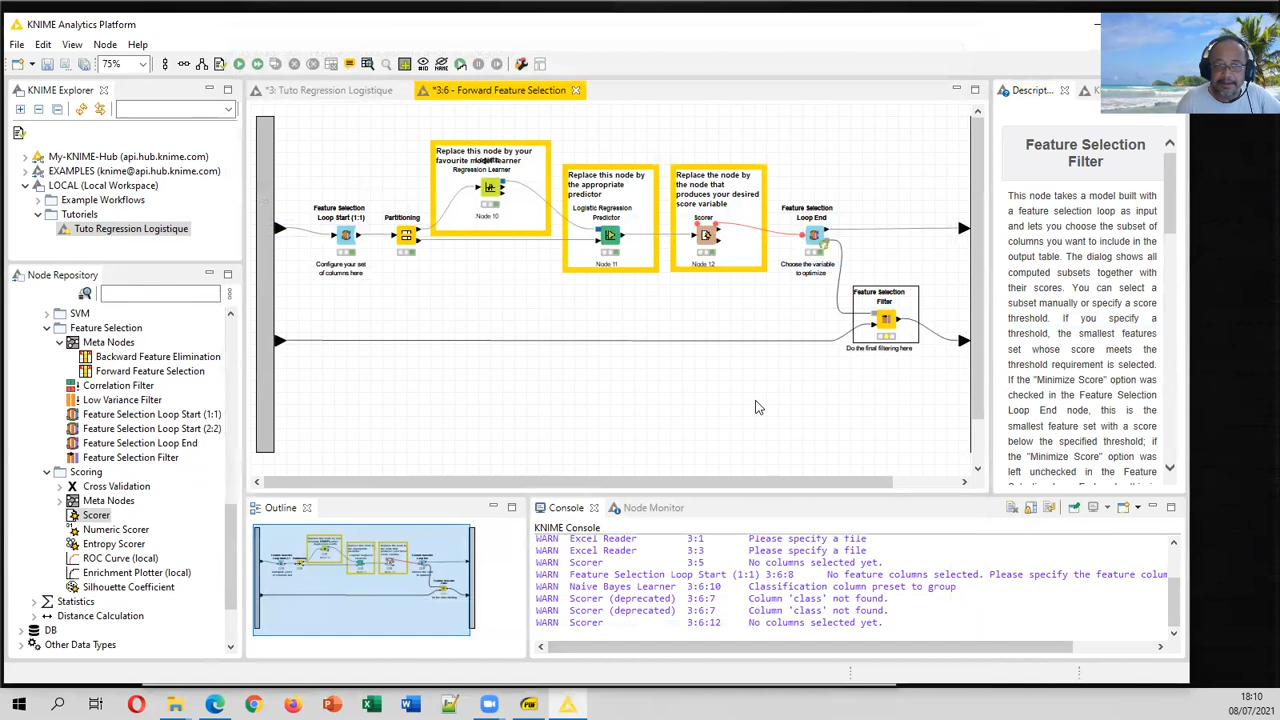 KNIME Analytics Platform
File Edit View Node Help
75%
KNIME Explorer
*3: Tuto Regression Logistique
*3:6 - Forward Feature Selection
Descript..
My-KNIME-Hub (api.hub.knime.com)
EXAMPLES (knime@api.hub.knime.com)
LOCAL (Local Workspace)
Example Workflows
Tutoriels
Tuto Regression Logistique
Node Repository
SVM
Feature Selection
Meta Nodes
Backward Feature Elimination
Forward Feature Selection
Correlation Filter
Low Variance Filter
Feature Selection Loop Start (1:1)
Feature Selection Loop Start (2:2)
Feature Selection Loop End
Feature Selection Filter
Scoring
Cross Validation
Meta Nodes
Scorer
Numeric Scorer
Entropy Scorer
ROC Curve (local)
Enrichment Plotter (local)
Silhouette Coefficient
Statistics
Distance Calculation
DB
Other Data Types
Feature Selection
Loop Start (1:1)
Configure your set
of columns here
Partitioning
Replace this node by your
favourite model learner
Logistic
Regression Learner
Node 10
Replace this node by
the appropriate
predictor
Logistic Regression
Predictor
Node 11
Replace the node by
the node that
produces your desired
score variable
Scorer
Node 12
Feature Selection
Loop End
Choose the variable
to optimize
Feature Selection
Filter
Do the final filtering here
Feature Selection
Filter
This node takes a model built with
a feature selection loop as input
and lets you choose the subset of
columns you want to include in the
output table. The dialog shows all
computed subsets together with
their scores. You can select a
subset manually or specify a score
threshold. If you specify a
threshold, the smallest features
set whose score meets the
threshold requirement is selected.
If the "Minimize Score" option was
checked in the Feature Selection
Loop End node, this is the
smallest feature set with a score
below the specified threshold; if
the "Minimize Score" option was
left unchecked in the Feature
Outline
Console
Node Monitor
KNIME Console
WARN Excel Reader 3:1 Please specify a file
WARN Excel Reader 3:3 Please specify a file
WARN Scorer 3:5 No columns selected yet.
WARN Feature Selection Loop Start (1:1) 3:6:8 No feature columns selected. Please specify the feature colum
WARN Naive Bayes Learner 3:6:10 Classification column preset to group
WARN Scorer (deprecated) 3:6:7 Column 'class' not found.
WARN Scorer (deprecated) 3:6:7 Column 'class' not found.
WARN Scorer 3:6:12 No columns selected yet.
18:10
08/07/2021